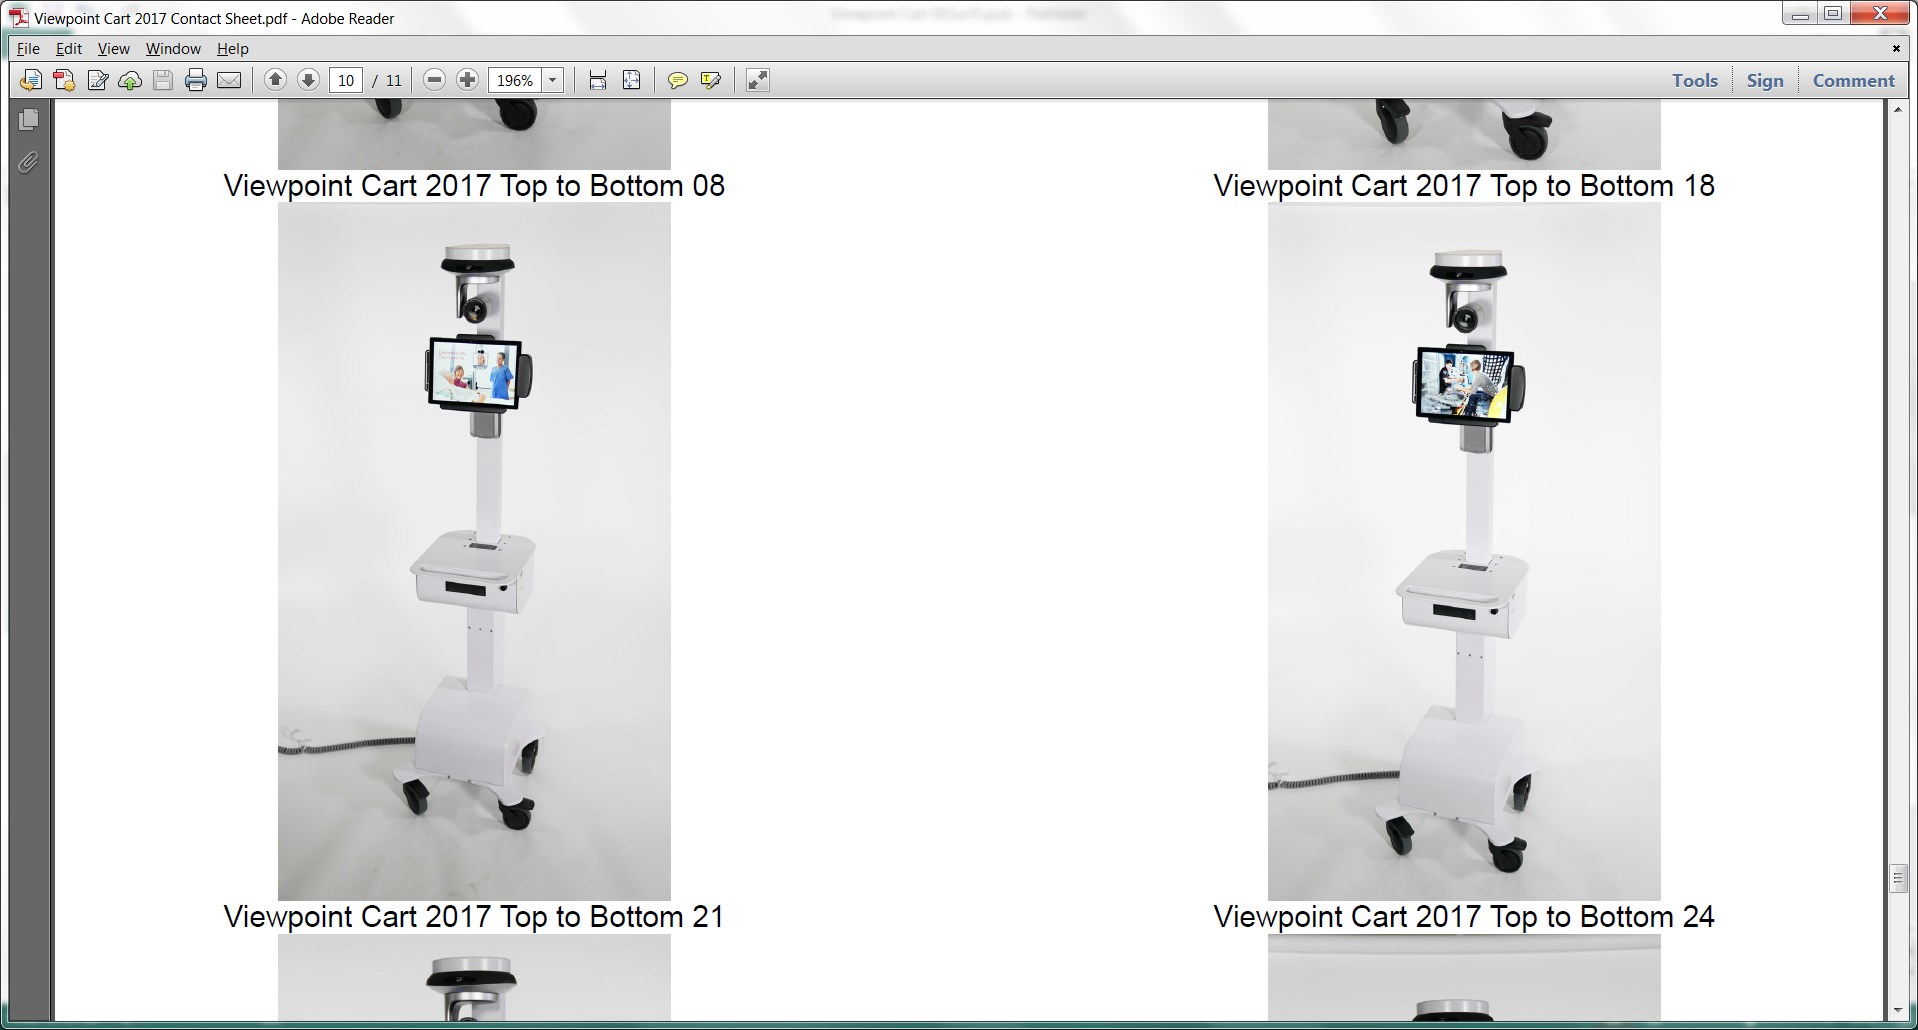 Viewpoint Cart 2017 Contact Sheet.pdf - Adobe Reader
File Edit View Window Help
10 / 11 196% Tools Sign Comment
Viewpoint Cart 2017 Top to Bottom 08
Viewpoint Cart 2017 Top to Bottom 18
Viewpoint Cart 2017 Top to Bottom 21
Viewpoint Cart 2017 Top to Bottom 24